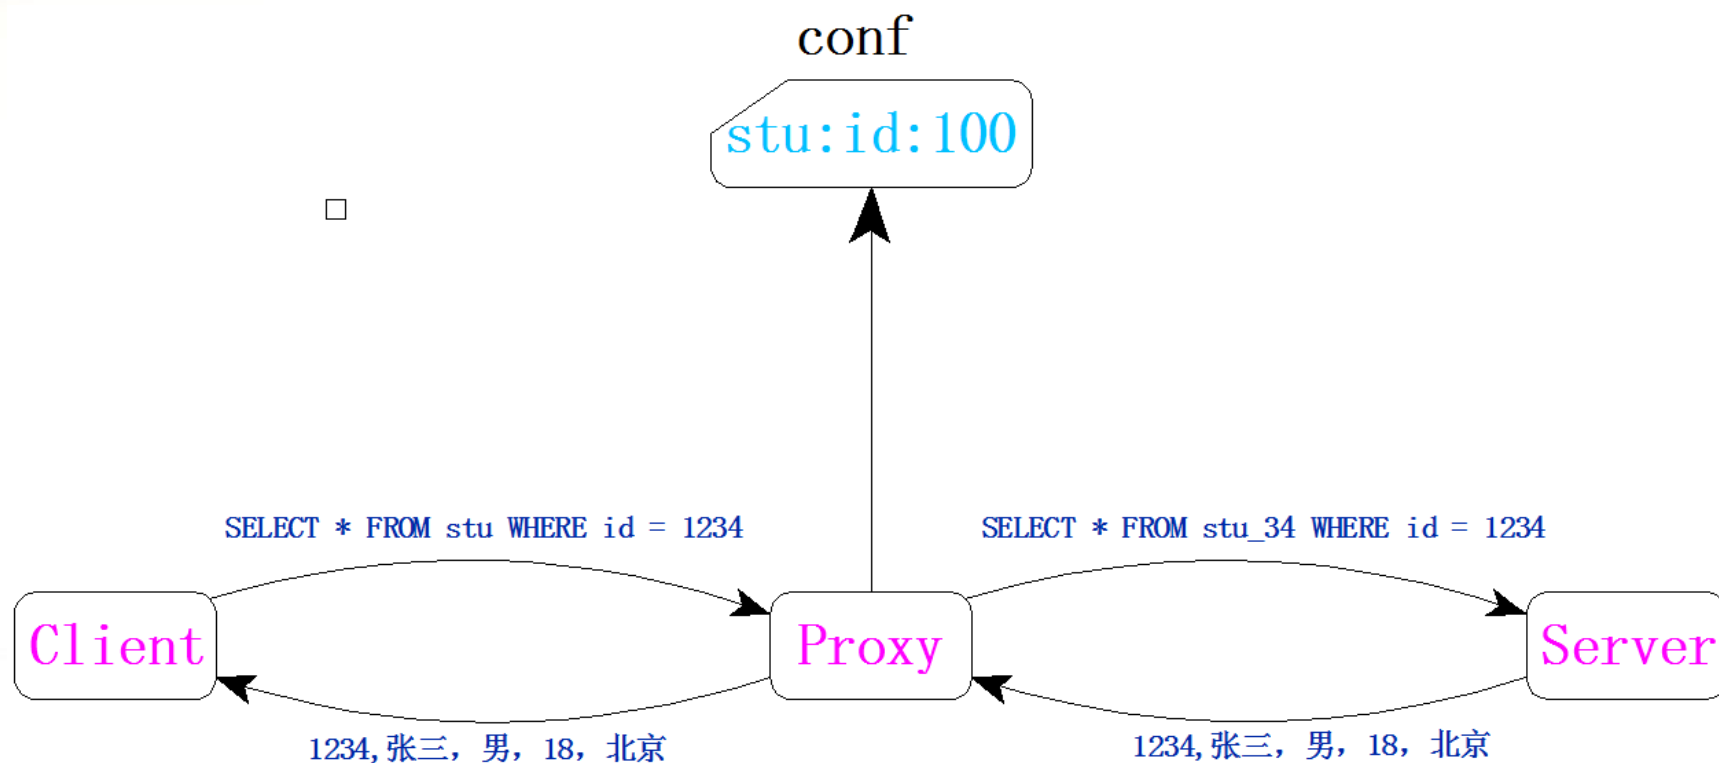 conf
stu:id:100
SELECT * FROM stu WHERE id = 1234
SELECT * FROM stu_34 WHERE id = 1234
Client
Proxy
Server
1234,张三，男，18，北京
1234,张三，男，18，北京